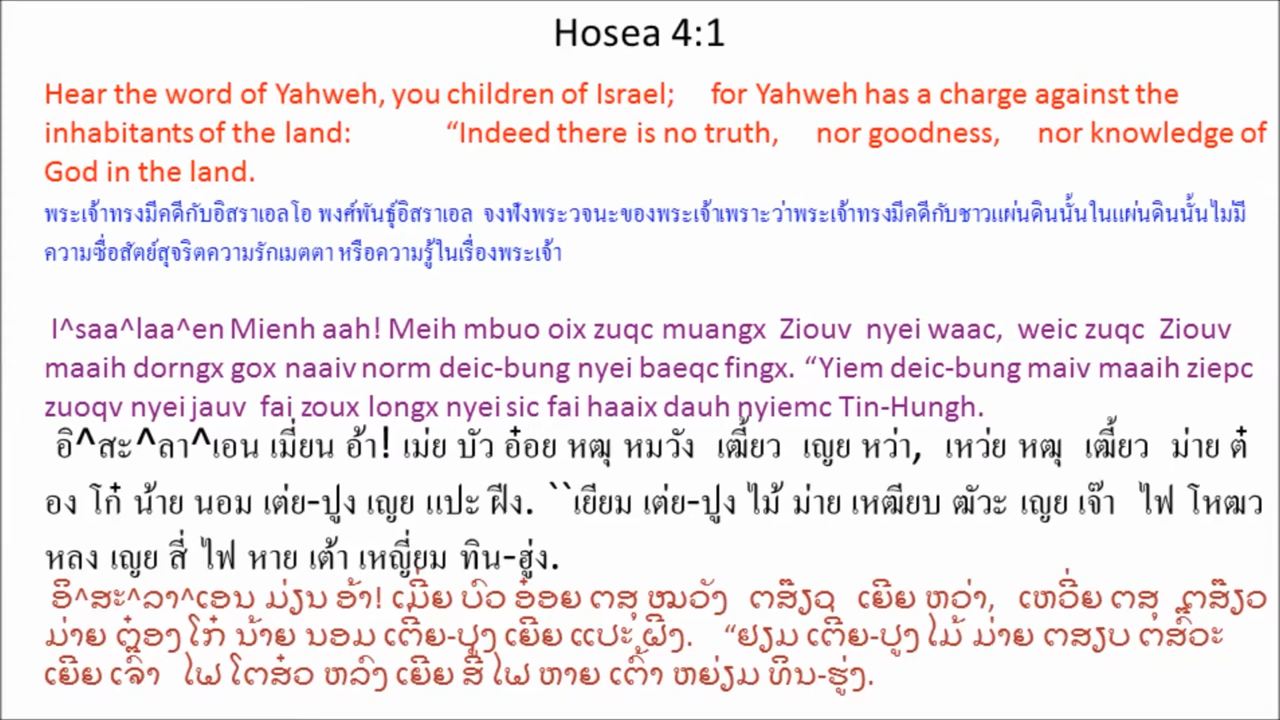 Hosea 4:1
Hear the word of Yahweh, you children of Israel; for Yahweh has a charge against the
inhabitants of the land: “Indeed there is no truth, nor goodness, nor knowledge of
God in the land.
พระเจ้าทรงมีคดีกับอิสราเอลโอ พงศ์พันธุ์อิสราเอล จงฟังพระวจนะของพระเจ้าเพราะว่าพระเจ้าทรงมีคดีกับชาวแผ่นดินนั้นในแผ่นดินนั้นไม่มี
ความซื่อสัตย์สุจริตความรักเมตตา หรือความรู้ในเรื่องพระเจ้า
I^saa^laa^en Mienh aah! Meih mbuo oix zuqc muangx Ziouv nyei waac, weic zuqc Ziouv
maaih dorngx gox naaiv norm deic-bung nyei baeqc fingx. “Yiem deic-bung maiv maaih ziepc
zuoqv nyei jauv fai zoux longx nyei sic fai haaix dauh nyiemc Tin-Hungh.
อิ^สะ^ลา^เอน เมี่ยน อ้า! เม่ย บัว อ๋อย หฒุ หมวัง เฒี้ยว เญย หว่า, เหว่ย หฒุ เฒี้ยว ม่าย ต๋
อง โก๋ น้าย นอม เต่ย-ปูง เญย แปะ ฝีง. ``เยียม เต่ย-ปูง ไม้ ม่าย เหฒียบ ฒัวะ เญย เจ๊า ไฟ โหฒว
หลง เญย สี่ ไฟ หาย เต้า เหญี่ยม ทิน-ฮู่ง.
ອິ^ສະ^ລາ^ເອນ ມ່ຽນ ອ້າ! ເມີ່ຍ ບົວ ອ໋ອຍ ຕສຸ ໝວັງ ຕສ໊ຽວ ເຍີຍ ຫວ່າ, ເຫວີ່ຍ ຕສຸ ຕສ໊ຽວ
ມ່າຍ ຕ໋ອງ ໂກ໋ ນ້າຍ ນອມ ເຕີ່ຍ-ປູງ ເຍີຍ ແປະ ຝີງ. “ຢຽມ ເຕີ່ຍ-ປູງ ໄມ້ ມ່າຍ ຕສຽບ ຕສົ໊ວະ
ເຍີຍ ເຈົ໊າ ໄຟ ໂຕສ໋ວ ຫລົງ ເຍີຍ ສີ່ ໄຟ ຫາຍ ເຕົ້າ ຫຍ່ຽມ ທິນ-ຮູ່ງ.